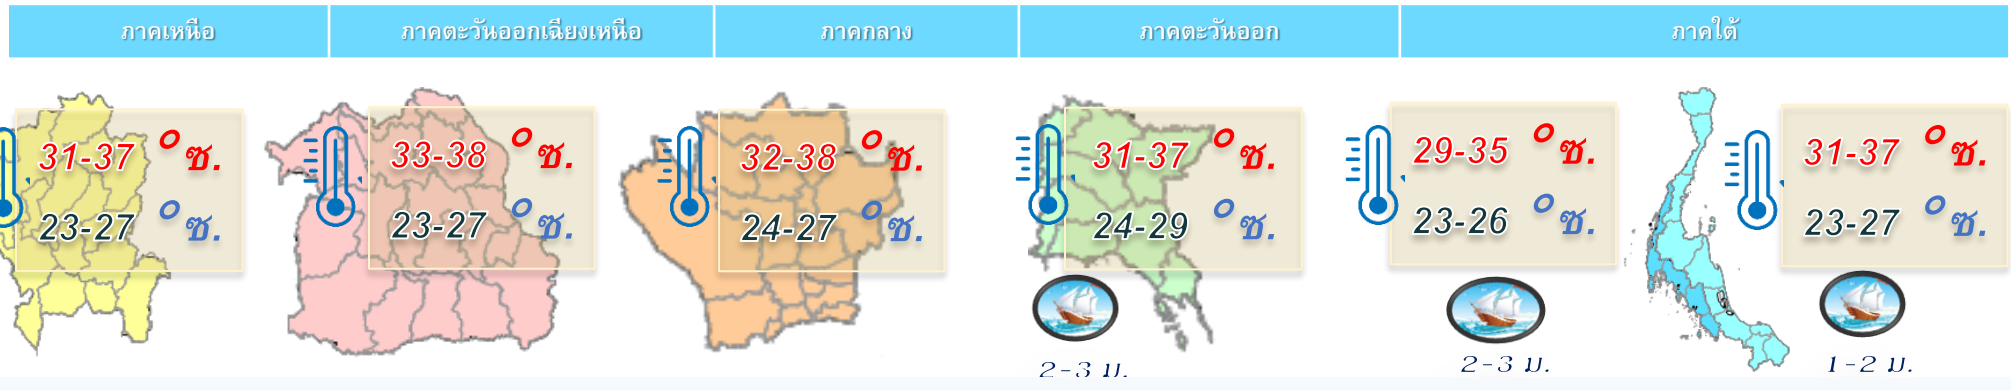 ภาคเหนือ
ภาคตะวันออกเฉียงเหนือ
ภาคกลาง
ภาคตะวันออก
ภาคใต้
31-37 °ซ.
23-27 °ซ.
33-38 °ซ.
23-27 °ซ.
32-38 °ซ.
24-27 °ซ.
31-37 °ซ.
24-29 °ซ.
2-3 ม.
29-35 °ซ.
23-26 °ซ.
2-3 ม.
31-37 °ซ.
23-27 °ซ.
1-2 ม.